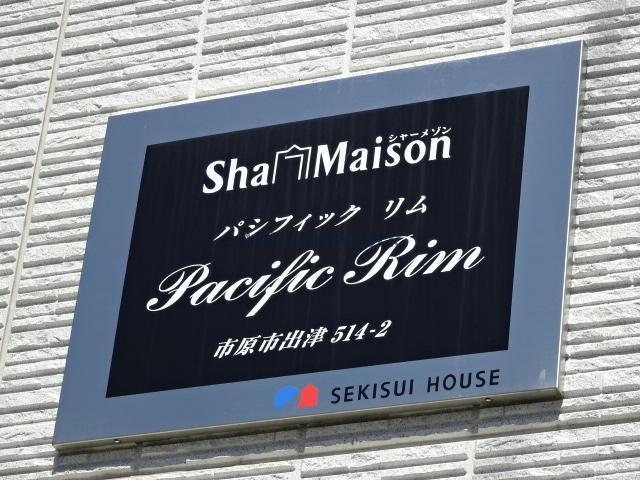 シャーメゾン
Sha Maison
パシフィック リム
Pacific Rim
市原市出津 514-2
SEKISUI HOUSE